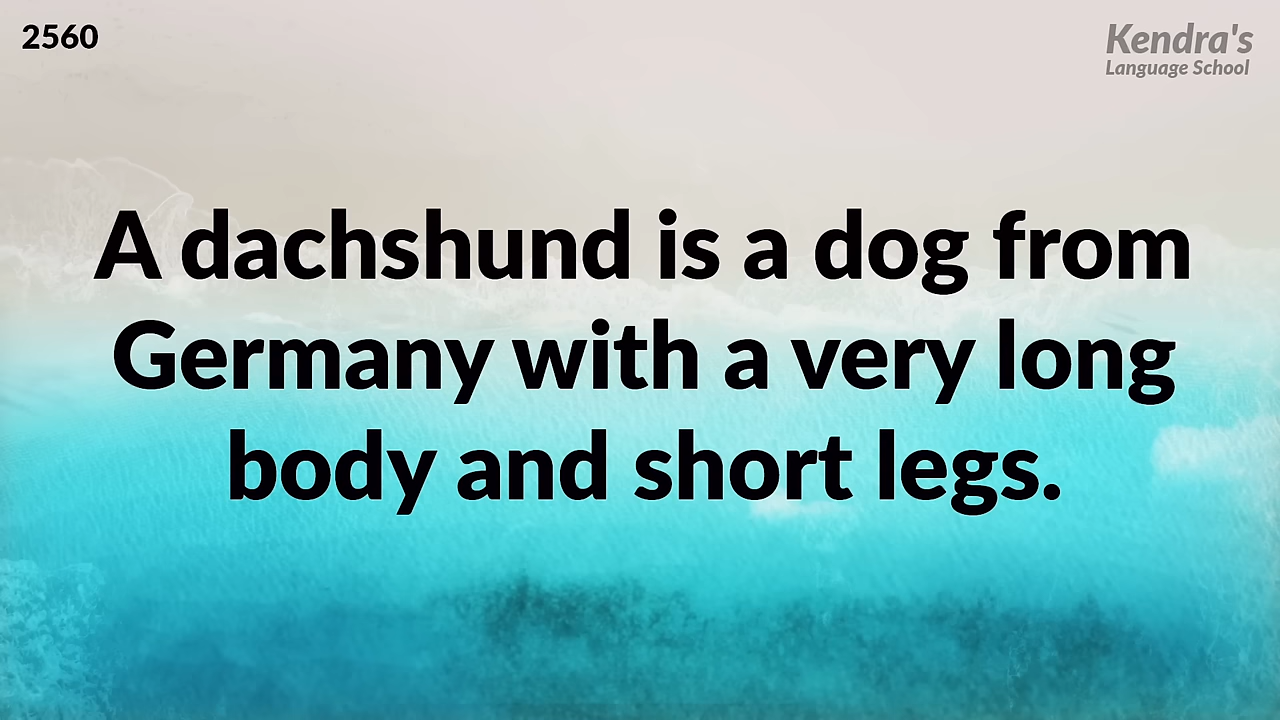 2560
Kendra's
Language School
A dachshund is a dog from
Germany with a very long
body and short legs.